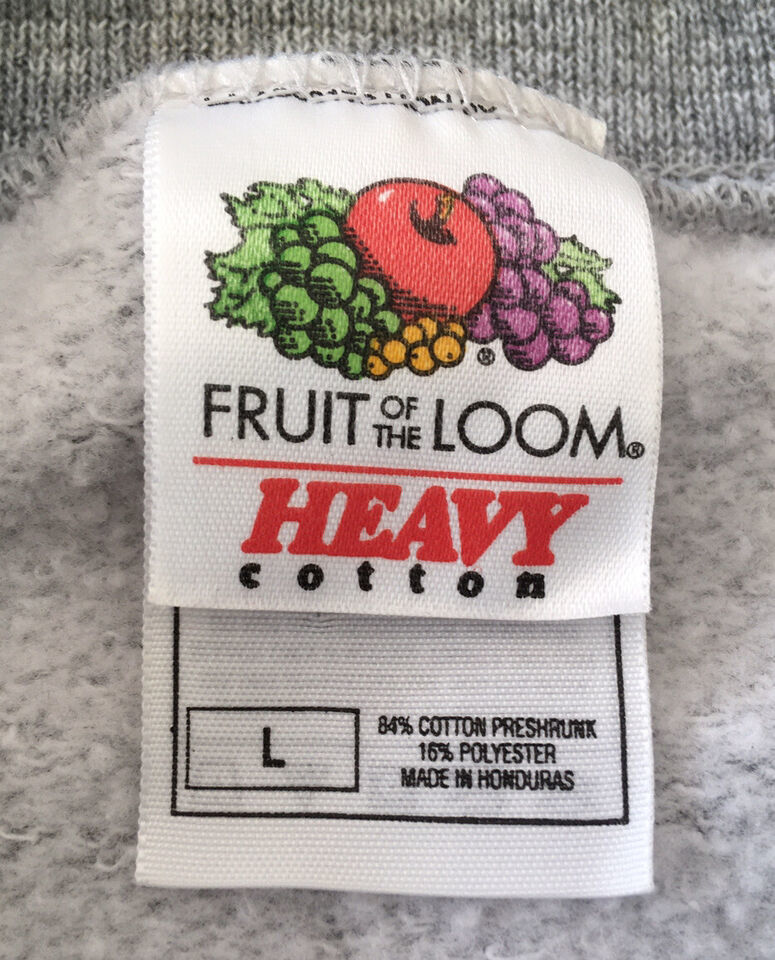 ®
FRUIT OF THE LOOM®
HEAVY
cotton
L
84% COTTON PRESHRUNK
16% POLYESTER
MADE IN HONDURAS